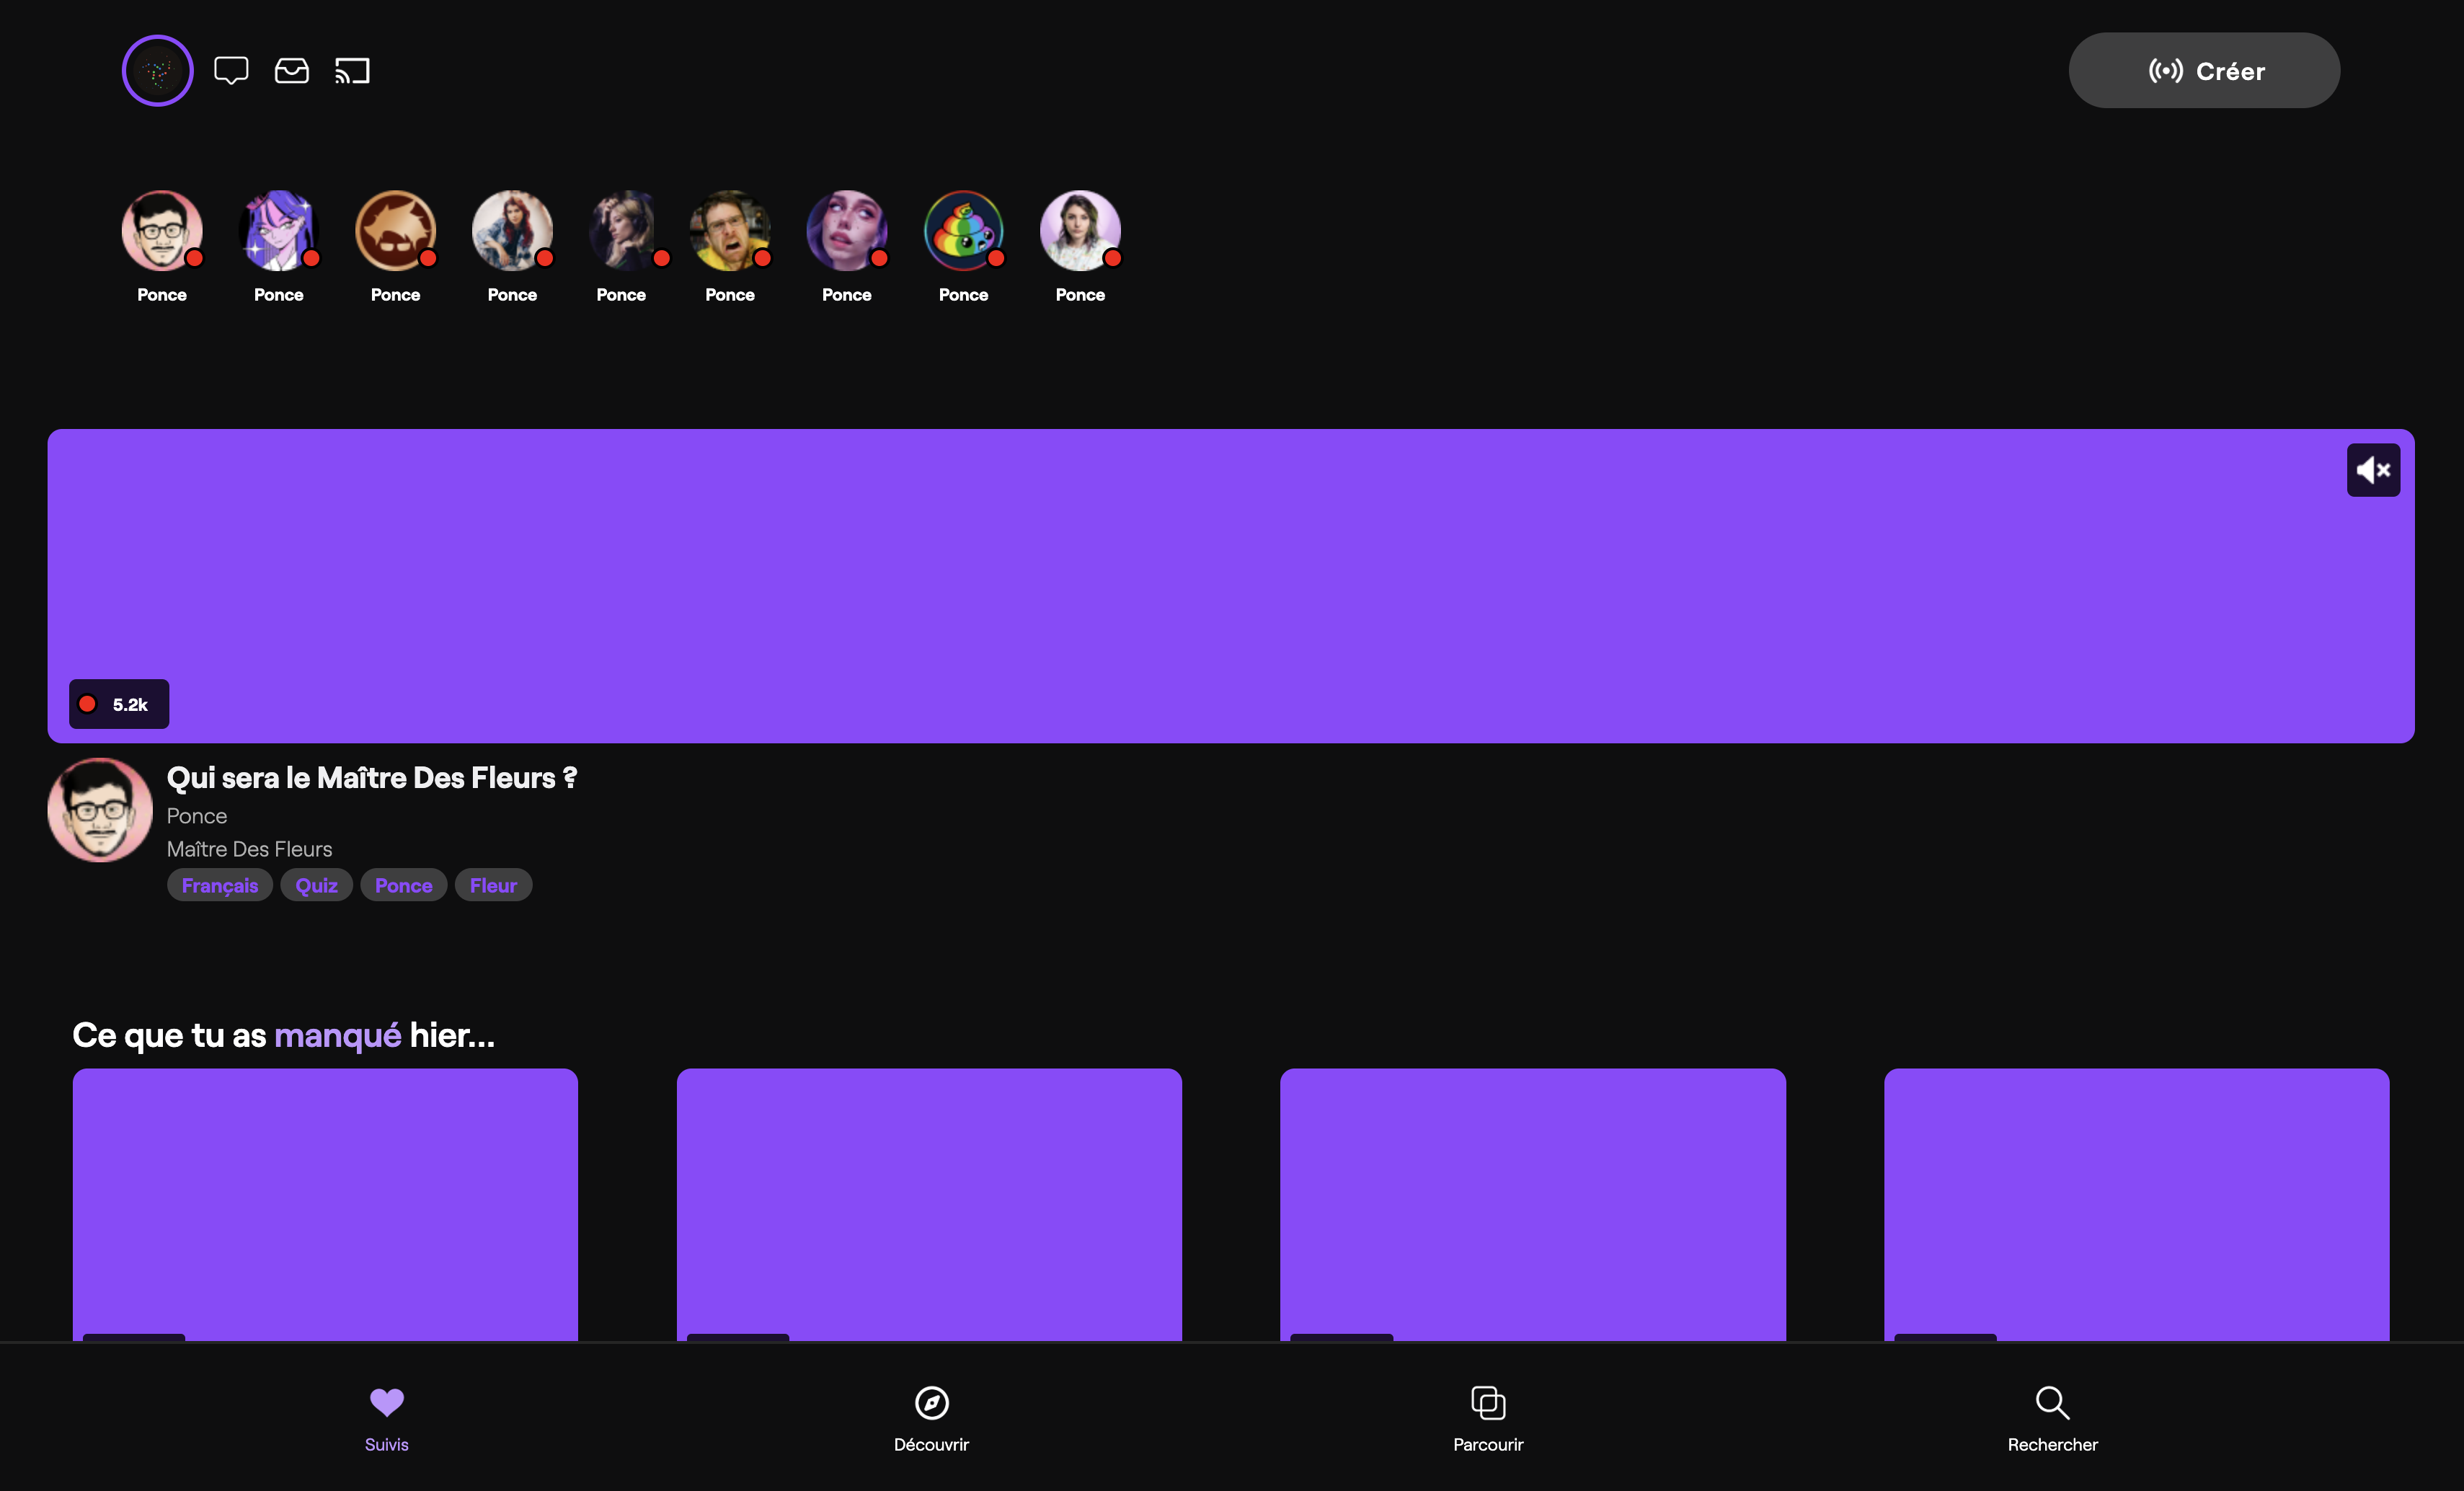 Créer
Ponce
Ponce
Ponce
Ponce
Ponce
Ponce
Ponce
Ponce
Ponce
5.2k
Qui sera le Maître Des Fleurs ?
Ponce
Maître Des Fleurs
Français Quiz Ponce Fleur
Ce que tu as manqué hier...
Suivis
Découvrir
Parcourir
Rechercher